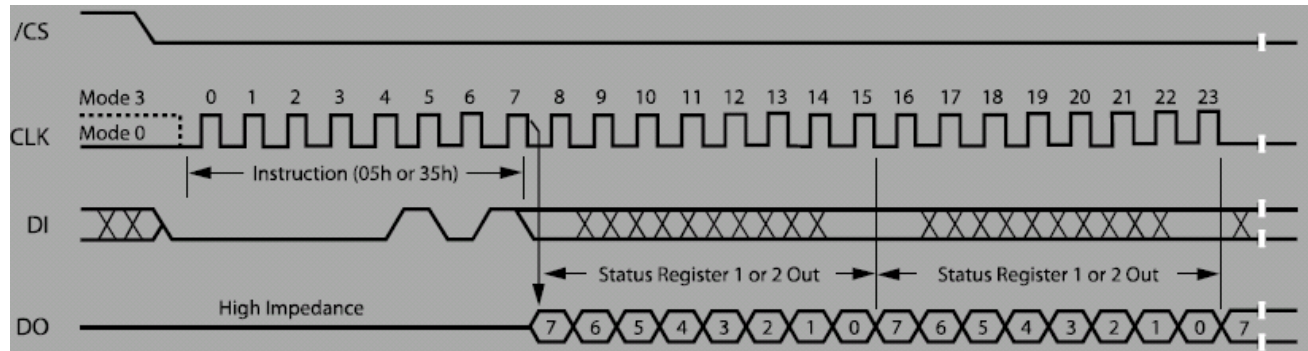 /CS
Mode 3 0 1 2 3 4 5 6 7 8 9 10 11 12 13 14 15 16 17 18 19 20 21 22 23
CLK Mode 0
Instruction (05h or 35h)
DI
Status Register 1 or 2 Out Status Register 1 or 2 Out
High Impedance
DO 7 6 5 4 3 2 1 0 7 6 5 4 3 2 1 0 7